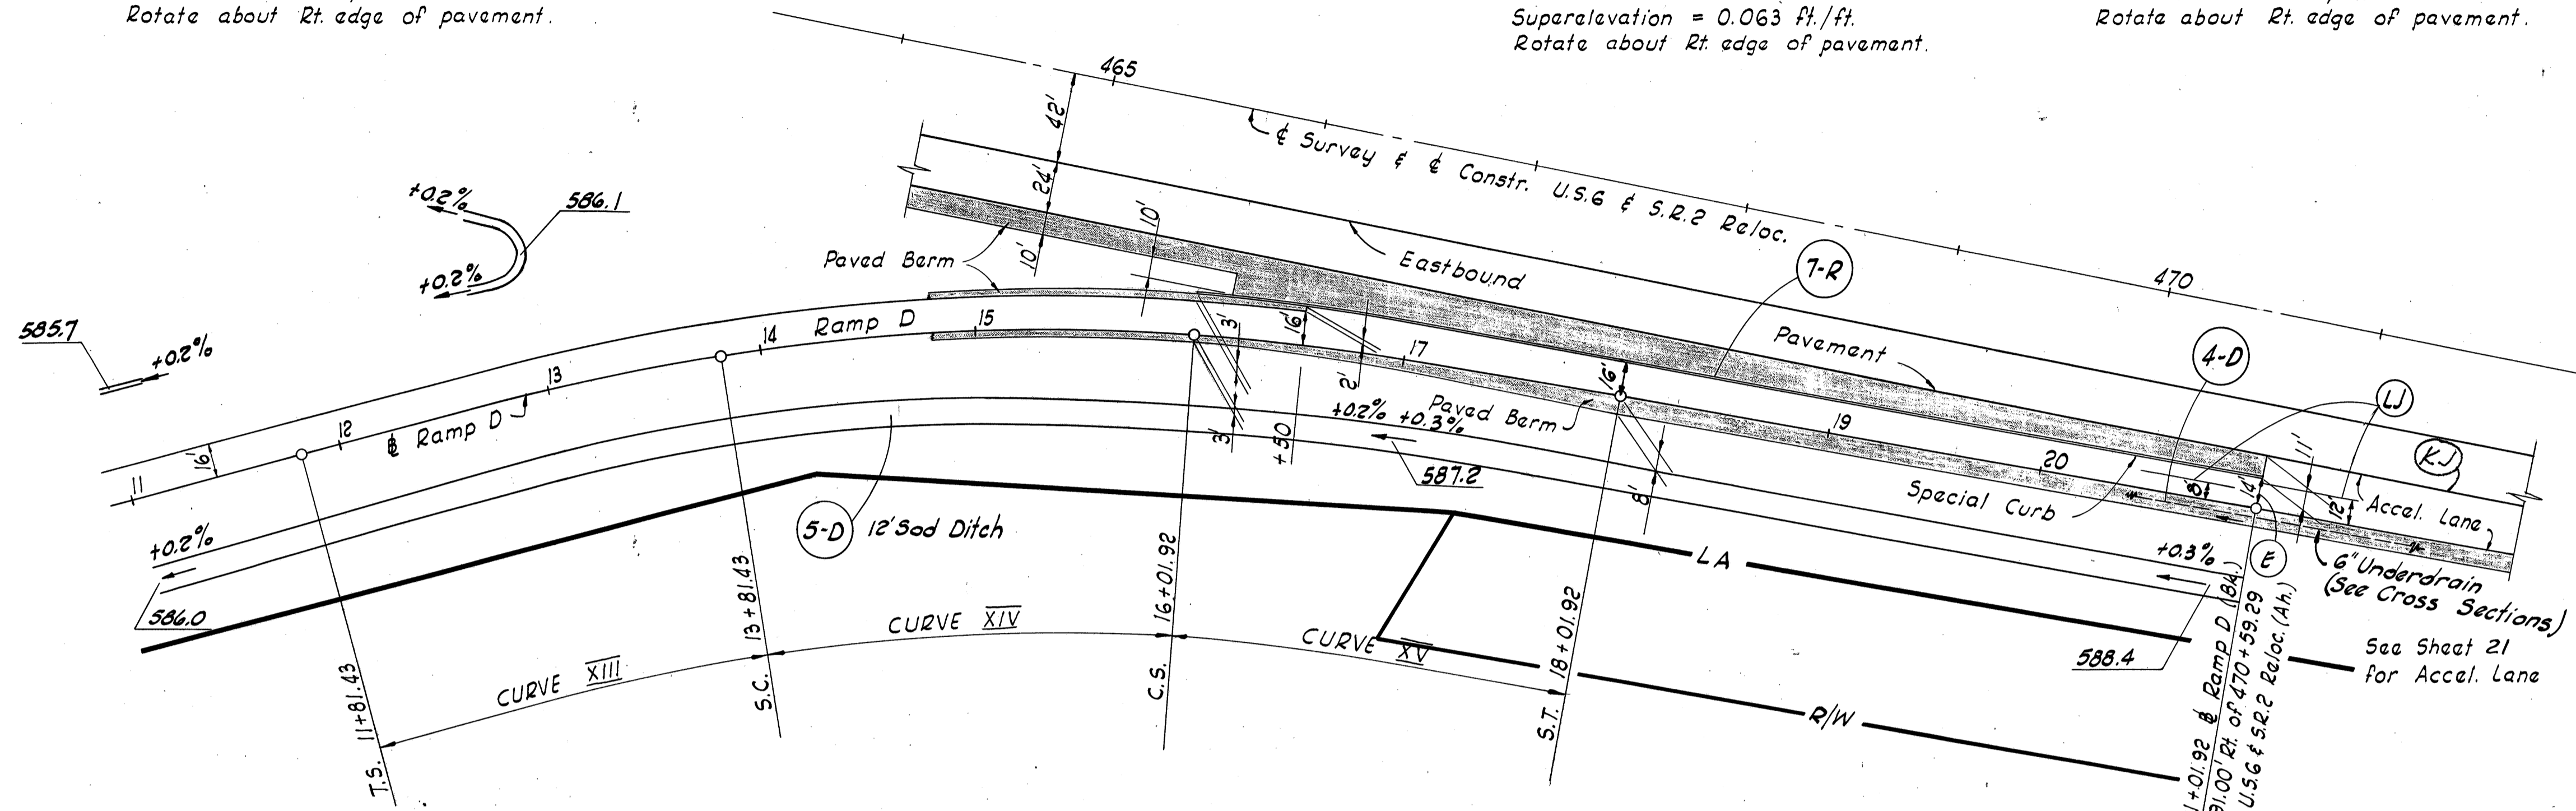 Rotate about Rt. edge of pavement.
Superelevation = 0.063 ft./ft.
Rotate about Rt. edge of pavement.
Rotate about Rt. edge of pavement.
465
42'
℄ Survey & ℄ Constr. U.S.6 & S.R.2 Reloc.
470
24'
10'
10'
Paved Berm
Eastbound
Pavement
7-R
4-D
LJ
KJ
+0.2%
586.1
+0.2%
585.7
+0.2%
11
12
13
14
15
17
19
20
Ramp D
Ramp D
16'
3'
16'
3'
2'
+50
16'
8'
+0.2% +0.3%
Paved Berm
587.2
Special Curb
8'
14'
11'
12'
Accel. Lane
E
6" Underdrain
(See Cross Sections)
See Sheet 21
for Accel. Lane
+0.2%
586.0
5-D
12' Sod Ditch
LA
+0.3%
588.4
R/W
CURVE XIII
CURVE XIV
CURVE XV
T.S. 11+81.43
S.C. 13+81.43
C.S. 16+01.92
S.T. 18+01.92
1+01.92 Ramp D (Bk.)
91.00' Rt. of 470+59.29
U.S.6 & S.R.2 Reloc. (Ah.)